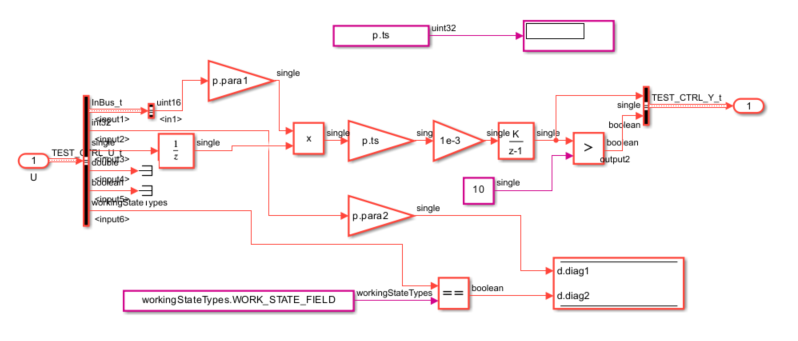 p.ts
uint32
p.para1
single
InBus_t
uint16
<input1>
<in1>
int32
<input2>
single
TEST_CTRL_U_t
<input3>
double
<input4>
boolean
<input5>
workingStateTypes
<input6>
1
U
1
z
single
x
single
p.ts
single
1e-3
single
K
z-1
single
>
boolean
output2
TEST_CTRL_Y_t
single
boolean
1
10
single
p.para2
single
d.diag1
d.diag2
workingStateTypes.WORK_STATE_FIELD
workingStateTypes
==
boolean